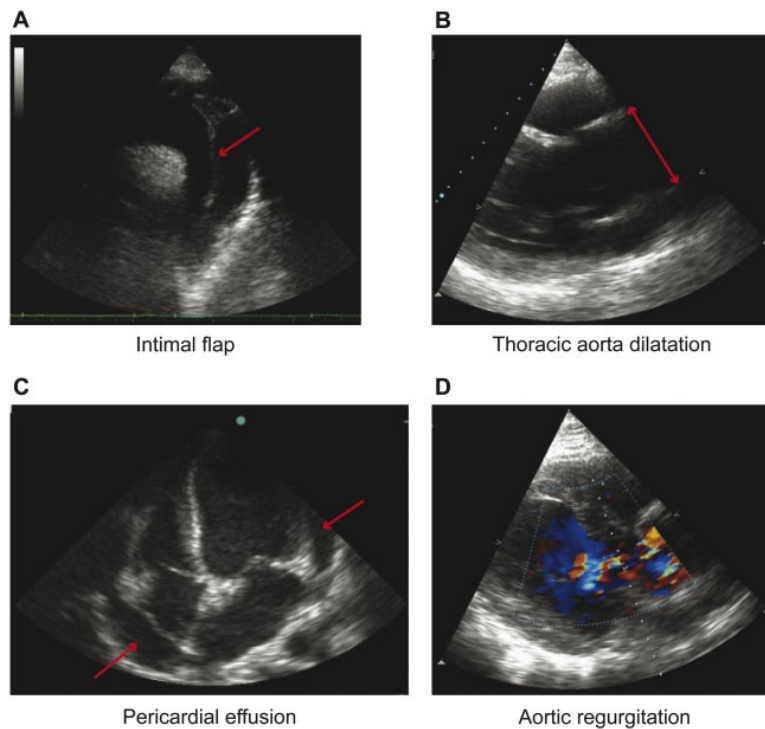 A
B
Intimal flap
Thoracic aorta dilatation
C
D
Pericardial effusion
Aortic regurgitation